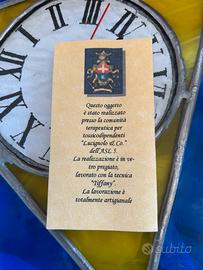 Questo oggetto
è stato realizzato
presso la comunità
terapeutica per
tossicodipendenti
"Lucignolo & Co."
dell'ASL 5.
La realizzazione è in ve-
tro pregiato,
lavorato con la tecnica
"Tiffany".
La lavorazione è
totalmente artigianale
subito